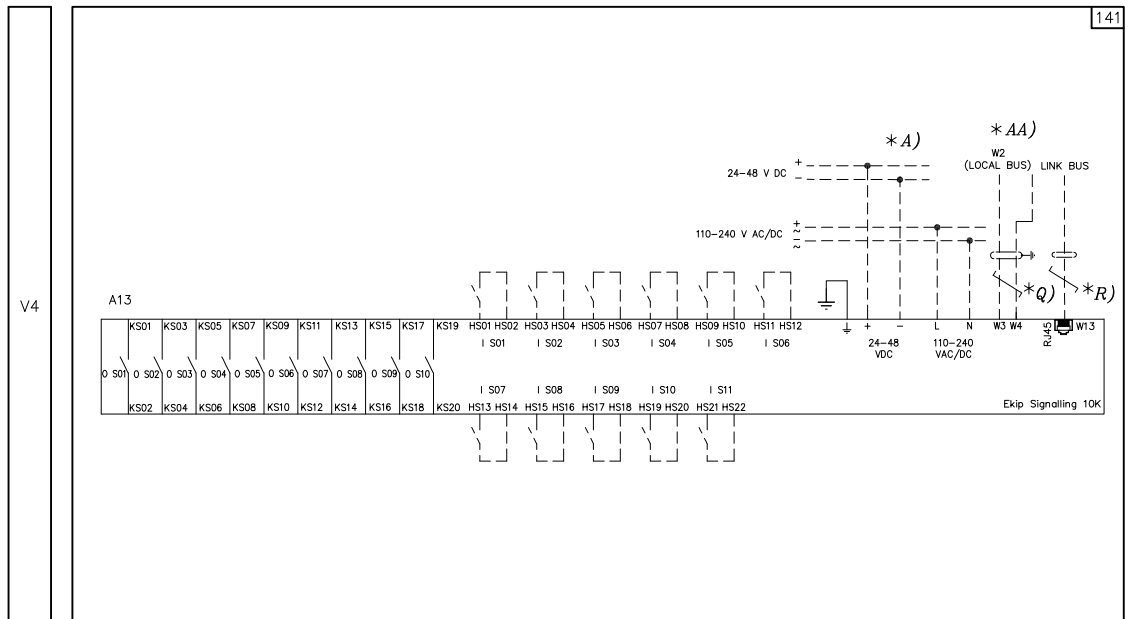 141
*A)
*AA)
W2
24-48 V DC + -
(LOCAL BUS) LINK BUS
110-240 V AC/DC + ~ - ~
V4
A13
*Q) *R)
KS01 KS03 KS05 KS07 KS09 KS11 KS13 KS15 KS17 KS19 HS01 HS02 HS03 HS04 HS05 HS06 HS07 HS08 HS09 HS10 HS11 HS12 + - L N W3 W4 RJ45 W13
I S01 I S02 I S03 I S04 I S05 I S06 24-48 VDC 110-240 VAC/DC
O S01 O S02 O S03 O S04 O S05 O S06 O S07 O S08 O S09 O S10
I S07 I S08 I S09 I S10 I S11
KS02 KS04 KS06 KS08 KS10 KS12 KS14 KS16 KS18 KS20 HS13 HS14 HS15 HS16 HS17 HS18 HS19 HS20 HS21 HS22 Ekip Signalling 10K